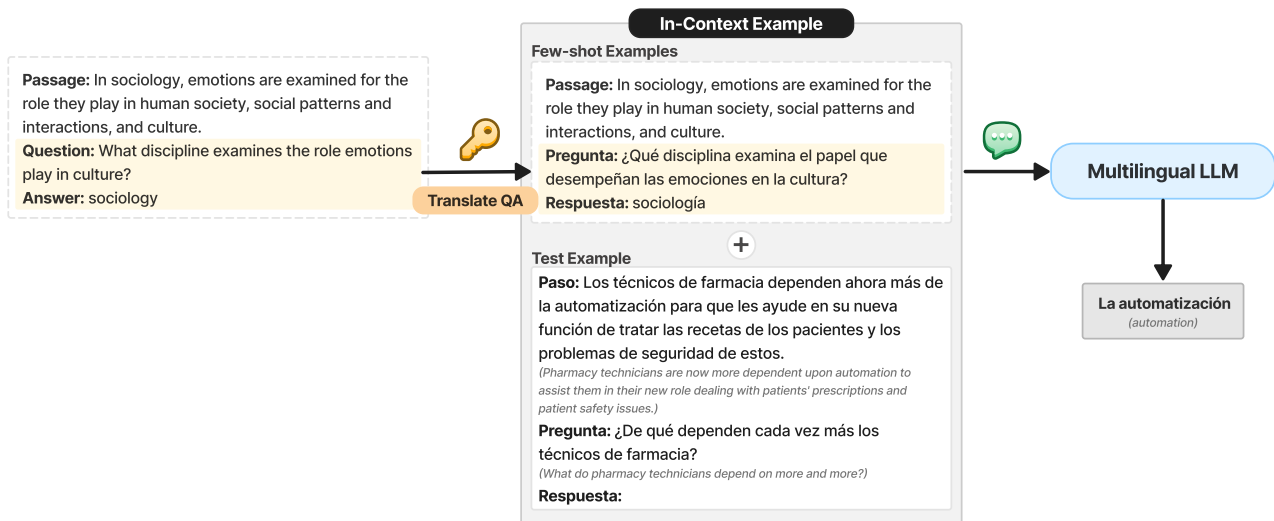 Passage: In sociology, emotions are examined for the
role they play in human society, social patterns and
interactions, and culture.
Question: What discipline examines the role emotions
play in culture?
Answer: sociology
Translate QA
In-Context Example
Few-shot Examples
Passage: In sociology, emotions are examined for the
role they play in human society, social patterns and
interactions, and culture.
Pregunta: ¿Qué disciplina examina el papel que
desempeñan las emociones en la cultura?
Respuesta: sociología
+
Test Example
Paso: Los técnicos de farmacia dependen ahora más de
la automatización para que les ayude en su nueva
función de tratar las recetas de los pacientes y los
problemas de seguridad de estos.
(Pharmacy technicians are now more dependent upon automation to
assist them in their new role dealing with patients' prescriptions and
patient safety issues.)
Pregunta: ¿De qué dependen cada vez más los
técnicos de farmacia?
(What do pharmacy technicians depend on more and more?)
Respuesta:
Multilingual LLM
La automatización
(automation)